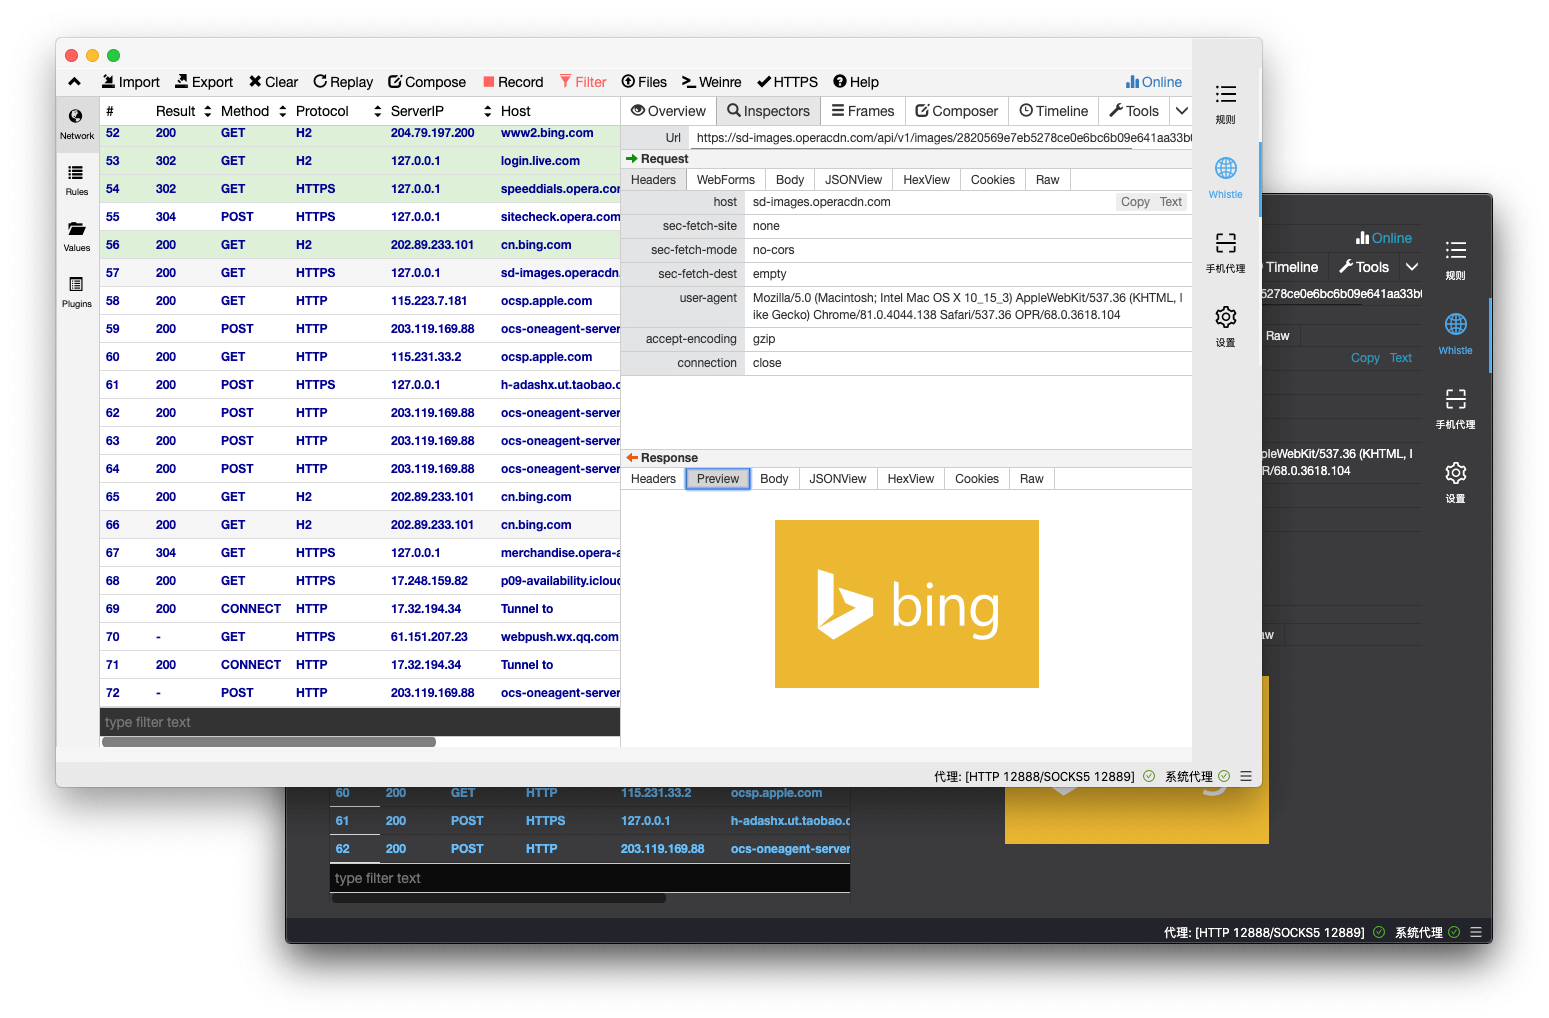 Import Export Clear Replay Compose Record Filter Files Weinre HTTPS Help Online
Network
Rules
Values
Plugins
# Result Method Protocol ServerIP Host
52 200 GET H2 204.79.197.200 www2.bing.com
53 302 GET H2 127.0.0.1 login.live.com
54 302 GET HTTPS 127.0.0.1 speeddials.opera.cor
55 304 POST HTTPS 127.0.0.1 sitecheck.opera.com
56 200 GET H2 202.89.233.101 cn.bing.com
57 200 GET HTTPS 127.0.0.1 sd-images.operacdn.
58 200 GET HTTP 115.223.7.181 ocsp.apple.com
59 200 POST HTTP 203.119.169.88 ocs-oneagent-server
60 200 GET HTTP 115.231.33.2 ocsp.apple.com
61 200 POST HTTPS 127.0.0.1 h-adashx.ut.taobao.c
62 200 POST HTTP 203.119.169.88 ocs-oneagent-server
63 200 POST HTTP 203.119.169.88 ocs-oneagent-server
64 200 POST HTTP 203.119.169.88 ocs-oneagent-server
65 200 GET H2 202.89.233.101 cn.bing.com
66 200 GET H2 202.89.233.101 cn.bing.com
67 304 GET HTTPS 127.0.0.1 merchandise.opera-a
68 200 GET HTTPS 17.248.159.82 p09-availability.icloud
69 200 CONNECT HTTP 17.32.194.34 Tunnel to
70 - GET HTTPS 61.151.207.23 webpush.wx.qq.com
71 200 CONNECT HTTP 17.32.194.34 Tunnel to
72 - POST HTTP 203.119.169.88 ocs-oneagent-server
type filter text
Overview Inspectors Frames Composer Timeline Tools
Url https://sd-images.operacdn.com/api/v1/images/2820569e7eb5278ce0e6bc6b09e641aa33b
Request
Headers WebForms Body JSONView HexView Cookies Raw
host sd-images.operacdn.com Copy Text
sec-fetch-site none
sec-fetch-mode no-cors
sec-fetch-dest empty
user-agent Mozilla/5.0 (Macintosh; Intel Mac OS X 10_15_3) AppleWebKit/537.36 (KHTML, l
ike Gecko) Chrome/81.0.4044.138 Safari/537.36 OPR/68.0.3618.104
accept-encoding gzip
connection close
Response
Headers Preview Body JSONView HexView Cookies Raw
bing
规则
Whistle
手机代理
设置
代理: [HTTP 12888/SOCKS5 12889] 系统代理
Online
Timeline Tools
5278ce0e6bc6b09e641aa33b
Raw
Copy Text
pleWebKit/537.36 (KHTML, l
R/68.0.3618.104
aw
规则
Whistle
手机代理
设置
60 200 GET HTTP 115.231.33.2 ocsp.apple.com
61 200 POST HTTPS 127.0.0.1 h-adashx.ut.taobao.c
62 200 POST HTTP 203.119.169.88 ocs-oneagent-server
type filter text
代理: [HTTP 12888/SOCKS5 12889] 系统代理